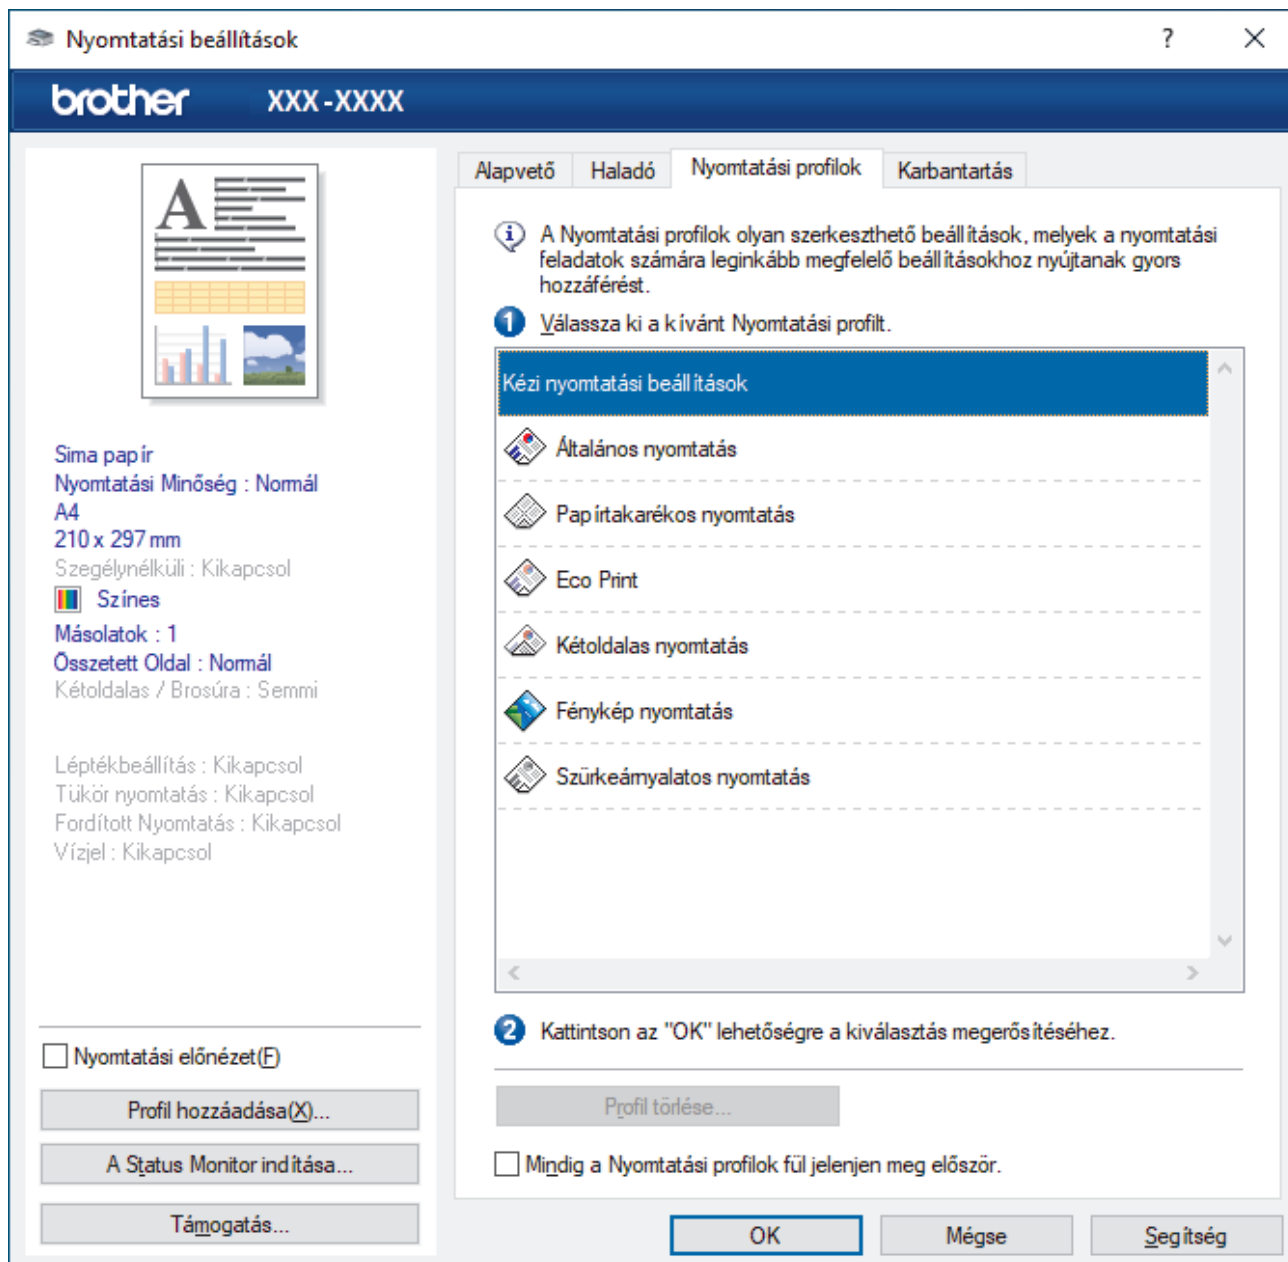 Nyomtatási beállítások
?
brother XXX-XXXX
A
Sima papír
Nyomtatási Minőség : Normál
A4
210 x 297 mm
Szegélynélküli : Kikapcsol
Színes
Másolatok : 1
Összetett Oldal : Normál
Kétoldalas / Brosúra : Semmi
Léptékbeállítás : Kikapcsol
Tükör nyomtatás : Kikapcsol
Fordított Nyomtatás : Kikapcsol
Vízjel : Kikapcsol
Nyomtatási előnézet(F)
Profil hozzáadása(X)...
A Status Monitor indítása...
Támogatás...
Alapvető Haladó Nyomtatási profilok Karbantartás
A Nyomtatási profilok olyan szerkeszthető beállítások, melyek a nyomtatási
feladatok számára leginkább megfelelő beállításokhoz nyújtanak gyors
hozzáférést.
1 Válassza ki a kívánt Nyomtatási profilt.
Kézi nyomtatási beállítások
Általános nyomtatás
Papírtakarékos nyomtatás
Eco Print
Kétoldalas nyomtatás
Fénykép nyomtatás
Szürkeárnyalatos nyomtatás
2 Kattintson az "OK" lehetőségre a kiválasztás megerősítéséhez.
Profil törlése...
Mindig a Nyomtatási profilok fül jelenjen meg először.
OK Mégse Segítség